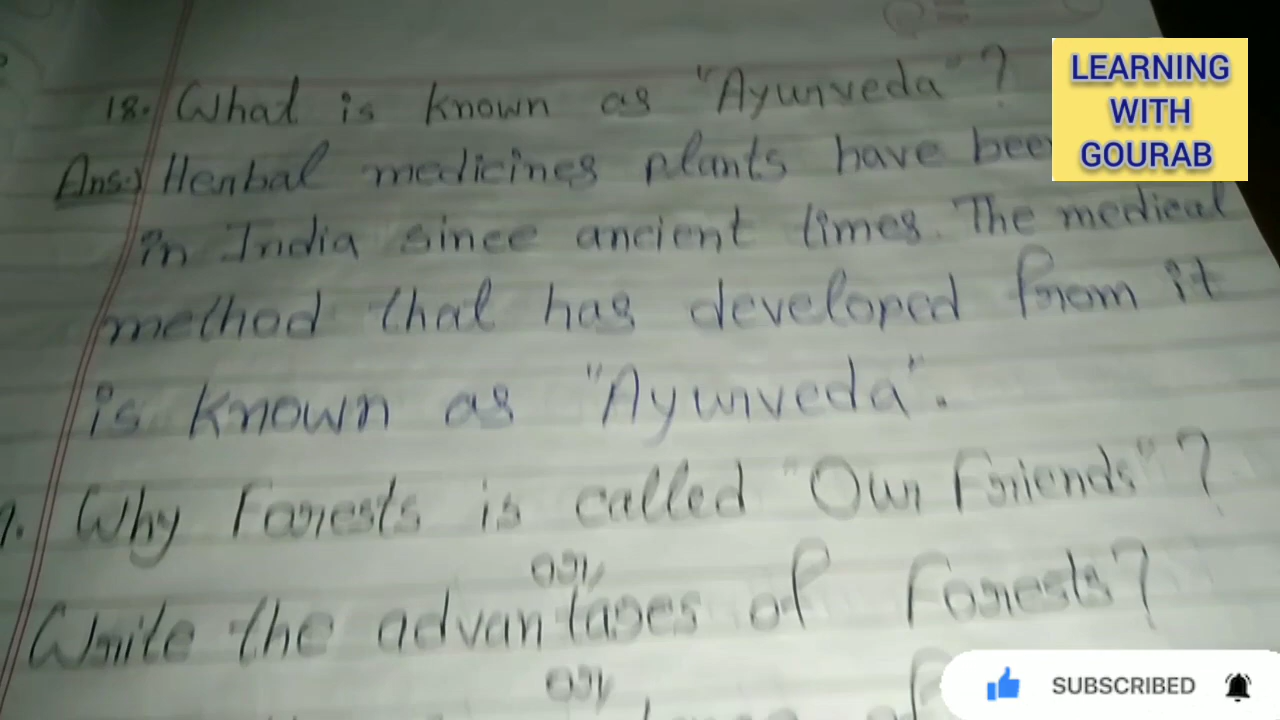 18. What is known as "Ayurveda"?
Ans:) Herbal medicines plants have bee
in India since ancient times. The medical
method that has developed from it
is known as "Ayurveda".
Why Forests is called "Our Friends"?
or,
Write the advantages of Forests?
or,
LEARNING
WITH
GOURAB
SUBSCRIBED